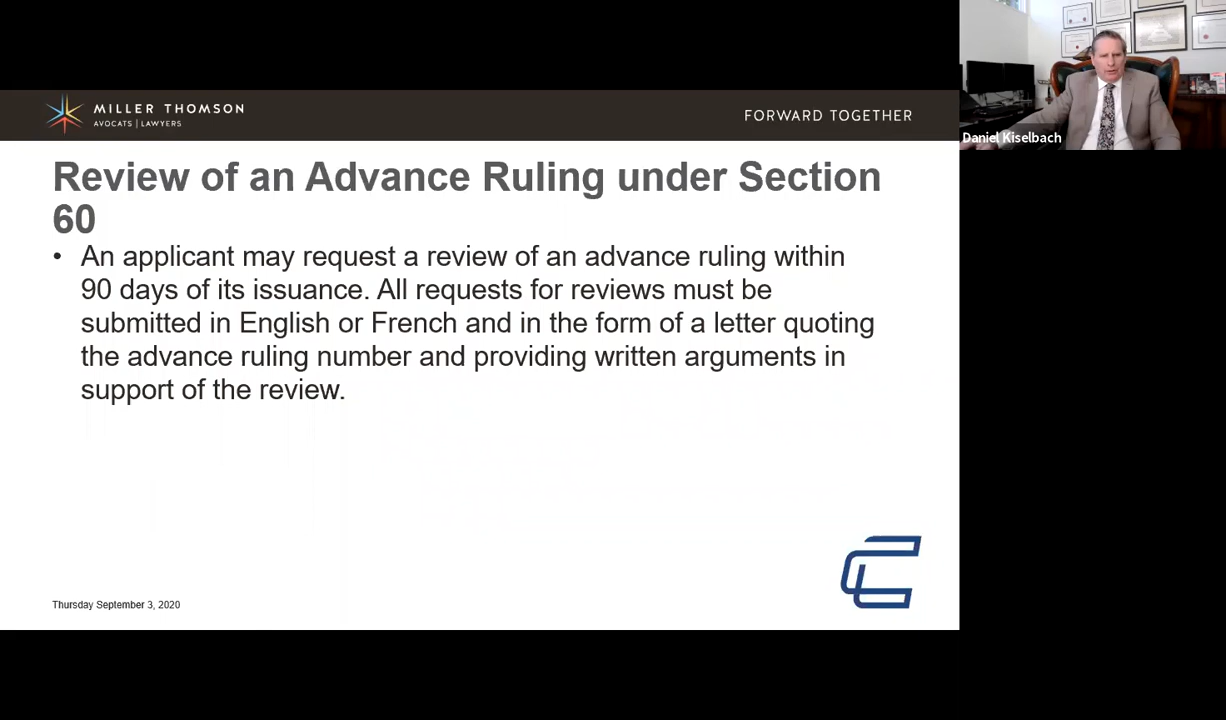 MILLER THOMSON
AVOCATS | LAWYERS
FORWARD TOGETHER
Daniel Kiselbach
Review of an Advance Ruling under Section
60
• An applicant may request a review of an advance ruling within
90 days of its issuance. All requests for reviews must be
submitted in English or French and in the form of a letter quoting
the advance ruling number and providing written arguments in
support of the review.
Thursday September 3, 2020